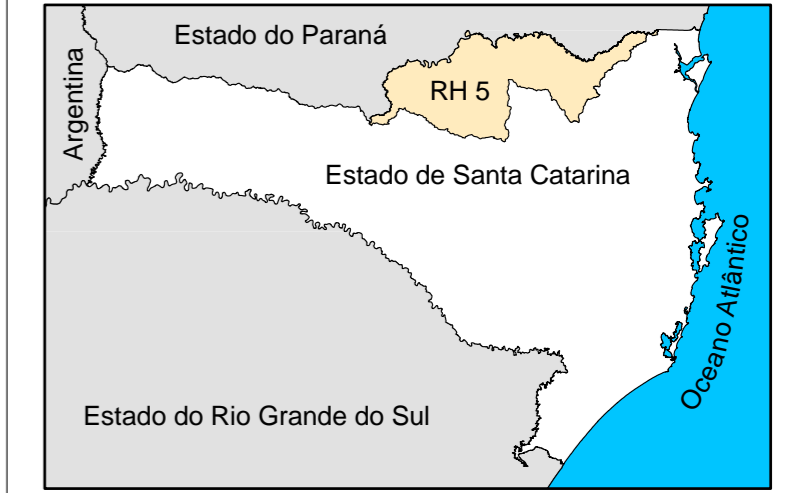 Estado do Paraná
Argentina
RH 5
Estado de Santa Catarina
Oceano Atlântico
Estado do Rio Grande do Sul